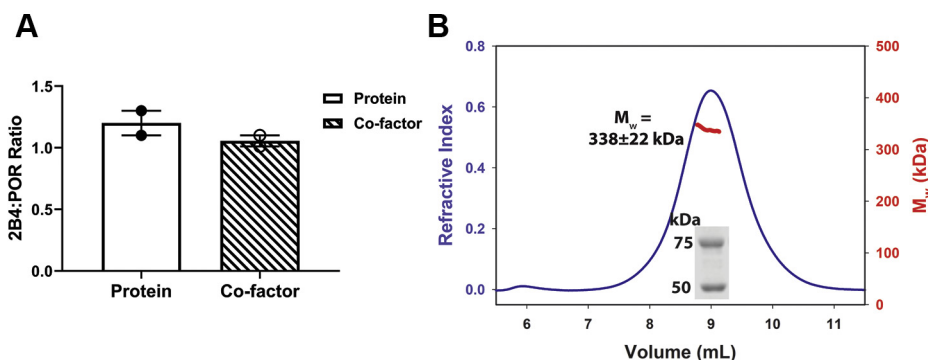 A
2B4:POR Ratio
1.5
1.0
0.5
0.0
Protein
Co-factor
Protein
Co-factor
B
Refractive Index
0.8
0.6
0.4
0.2
0.0
M_w =
338±22 kDa
kDa
75
50
6
7
8
9
10
11
Volume (mL)
500
400
300
200
100
0
M_w (kDa)